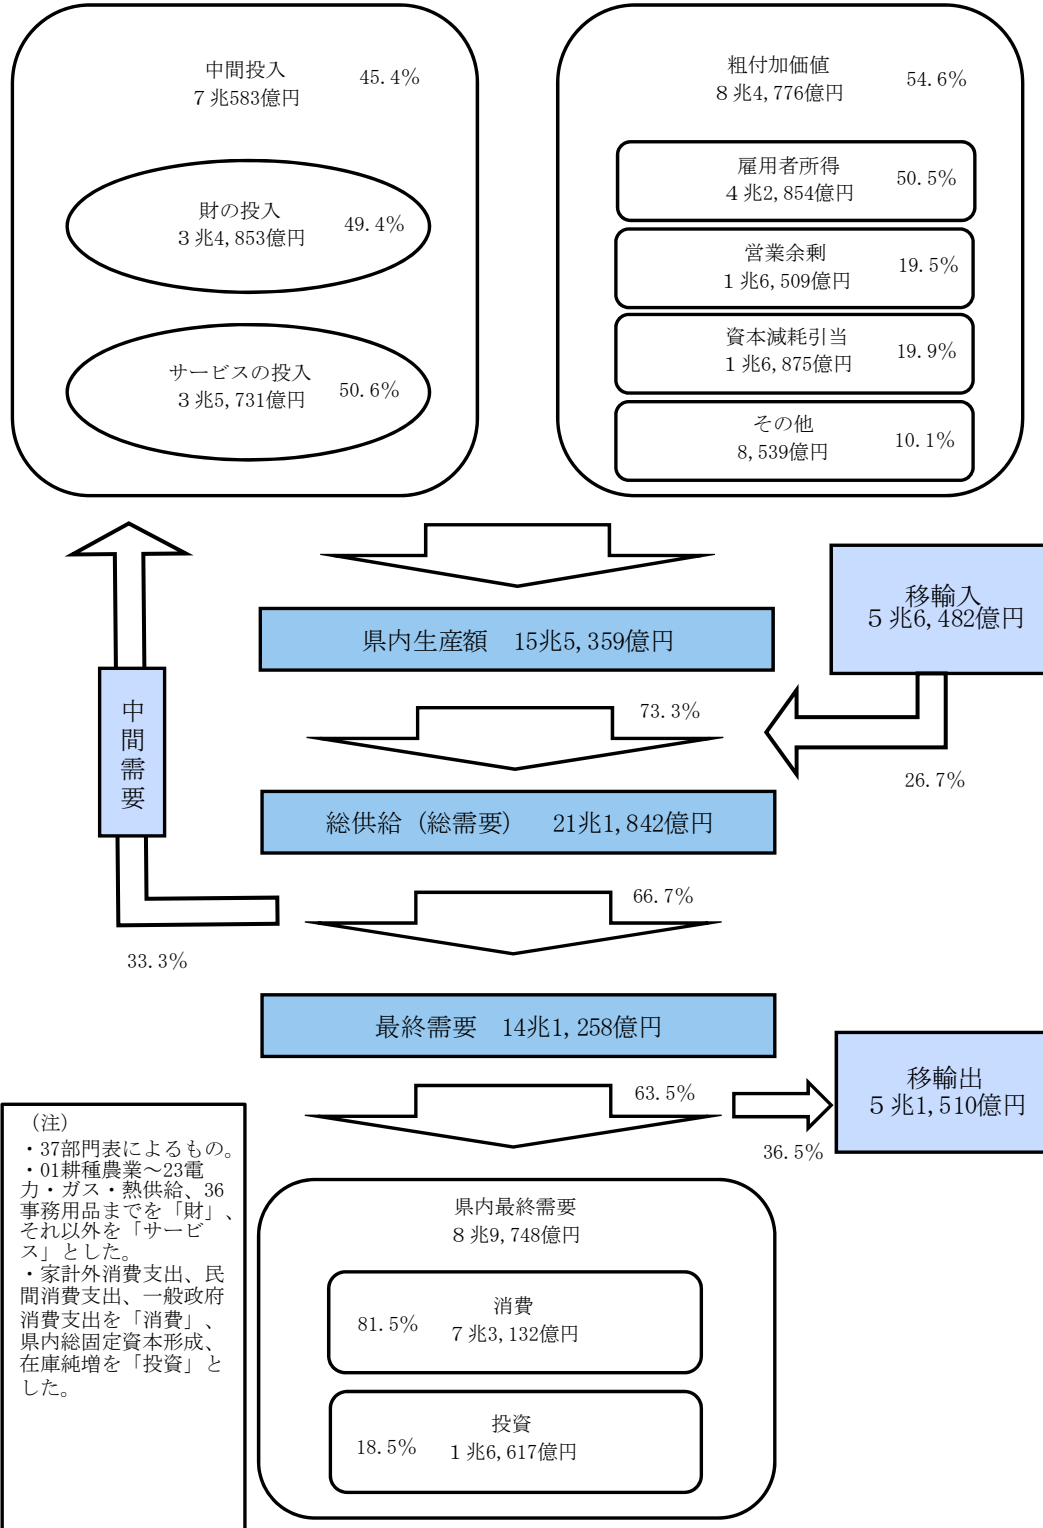 中間投入 45.4%
７兆583億円
財の投入 49.4%
３兆4,853億円
サービスの投入 50.6%
３兆5,731億円
粗付加価値 54.6%
８兆4,776億円
雇用者所得 50.5%
４兆2,854億円
営業余剰 19.5%
１兆6,509億円
資本減耗引当 19.9%
１兆6,875億円
その他 10.1%
8,539億円
県内生産額　15兆5,359億円
移輸入
５兆6,482億円
73.3%
26.7%
中間需要
総供給（総需要）　21兆1,842億円
66.7%
33.3%
最終需要　14兆1,258億円
63.5%
移輸出
５兆1,510億円
36.5%
県内最終需要
８兆9,748億円
消費
81.5% ７兆3,132億円
投資
18.5% １兆6,617億円
（注）
・37部門表によるもの。
・01耕種農業～23電
力・ガス・熱供給、36
事務用品までを「財」、
それ以外を「サービ
ス」とした。
・家計外消費支出、民
間消費支出、一般政府
消費支出を「消費」、
県内総固定資本形成、
在庫純増を「投資」と
した。